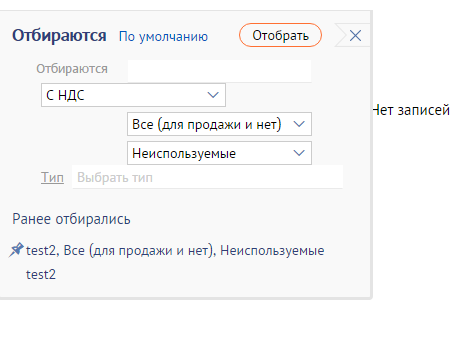 Отбираются По умолчанию Отобрать
Отбираются
С НДС
Нет записей
Все (для продажи и нет)
Неиспользуемые
Тип Выбрать тип
Ранее отбирались
test2, Все (для продажи и нет), Неиспользуемые
test2